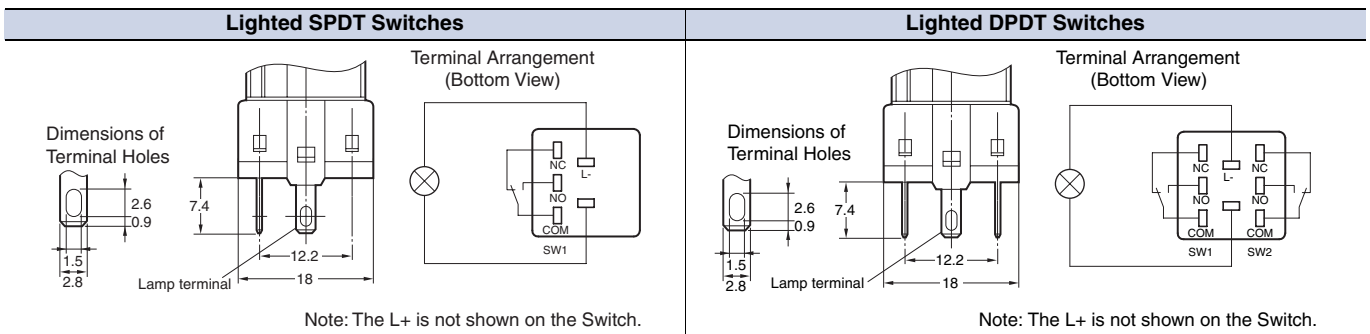 Lighted SPDT Switches
Terminal Arrangement
(Bottom View)
Dimensions of
Terminal Holes
2.6
0.9
1.5
2.8
7.4
12.2
18
Lamp terminal
NC
L-
NO
COM
SW1
Note: The L+ is not shown on the Switch.
Lighted DPDT Switches
Terminal Arrangement
(Bottom View)
Dimensions of
Terminal Holes
2.6
0.9
1.5
2.8
7.4
12.2
18
Lamp terminal
NC
L-
NC
NO
NO
COM
COM
SW1
SW2
Note: The L+ is not shown on the Switch.